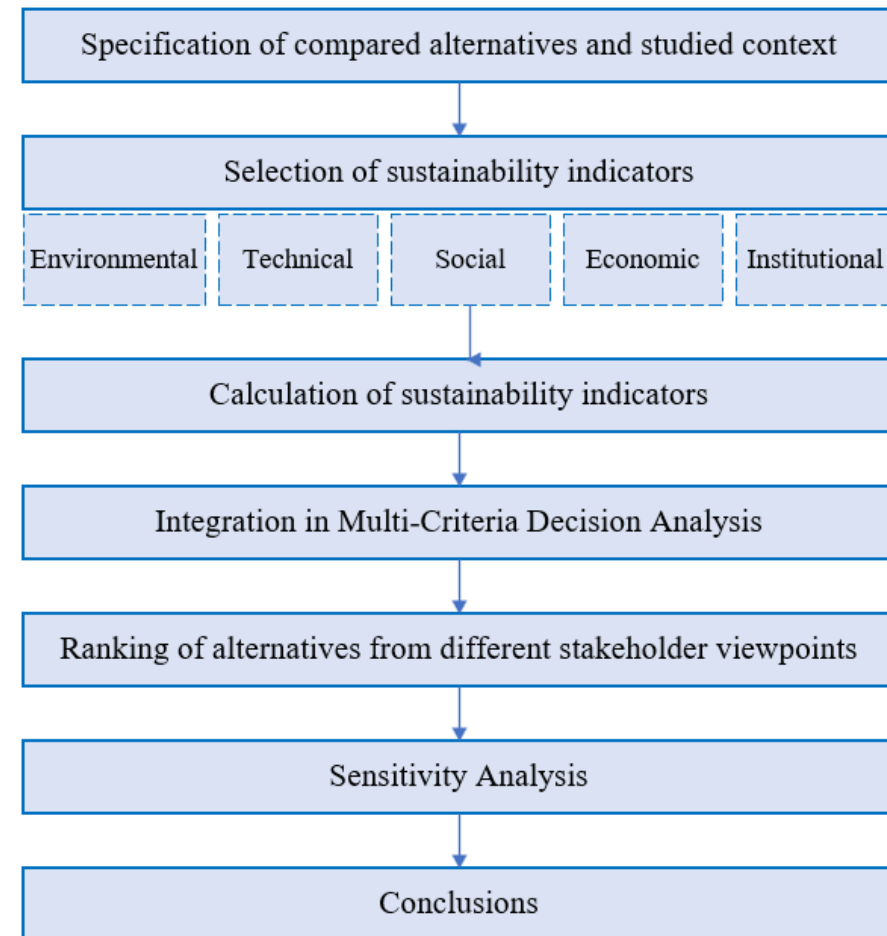 Specification of compared alternatives and studied context
Selection of sustainability indicators
Environmental
Technical
Social
Economic
Institutional
Calculation of sustainability indicators
Integration in Multi-Criteria Decision Analysis
Ranking of alternatives from different stakeholder viewpoints
Sensitivity Analysis
Conclusions